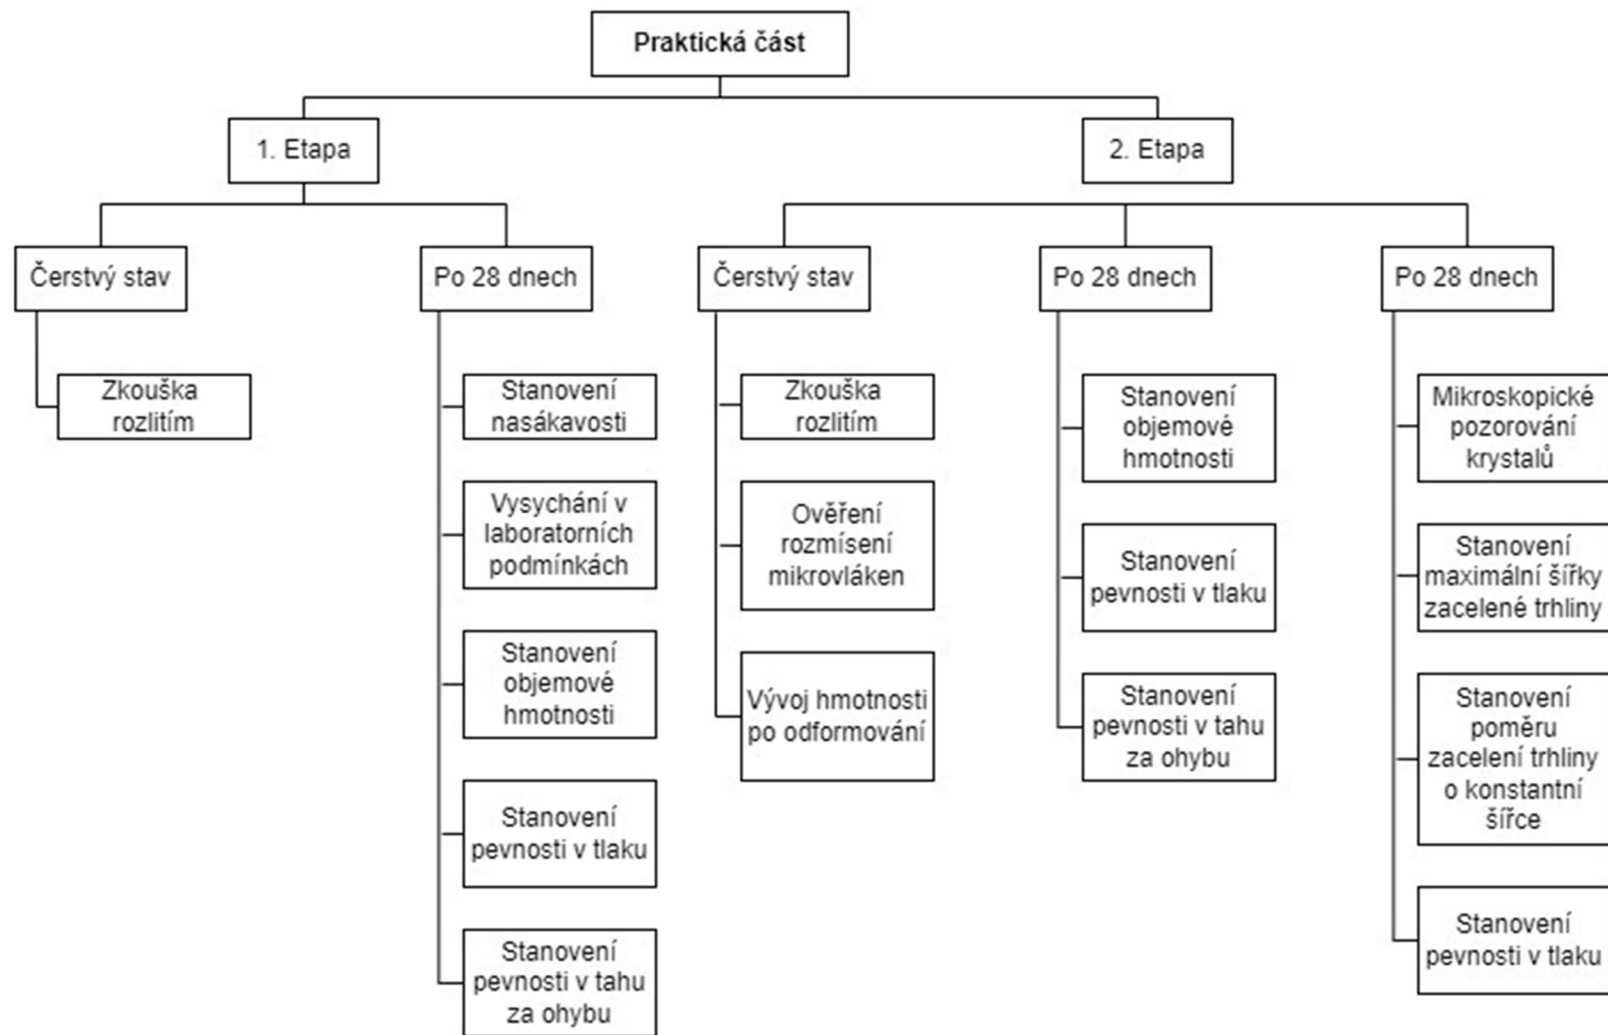 Praktická část
1. Etapa
2. Etapa
Čerstvý stav
Po 28 dnech
Čerstvý stav
Po 28 dnech
Po 28 dnech
Zkouška
rozlitím
Stanovení
nasákavosti
Vysychání v
laboratorních
podmínkách
Stanovení
objemové
hmotnosti
Stanovení
pevnosti v tlaku
Stanovení
pevnosti v tahu
za ohybu
Zkouška
rozlitím
Ověření
rozmísení
mikrovláken
Vývoj hmotnosti
po odformování
Stanovení
objemové
hmotnosti
Stanovení
pevnosti v tlaku
Stanovení
pevnosti v tahu
za ohybu
Mikroskopické
pozorování
krystalů
Stanovení
maximální šířky
zacelené trhliny
Stanovení
poměru
zacelení trhliny
o konstantní
šířce
Stanovení
pevnosti v tlaku